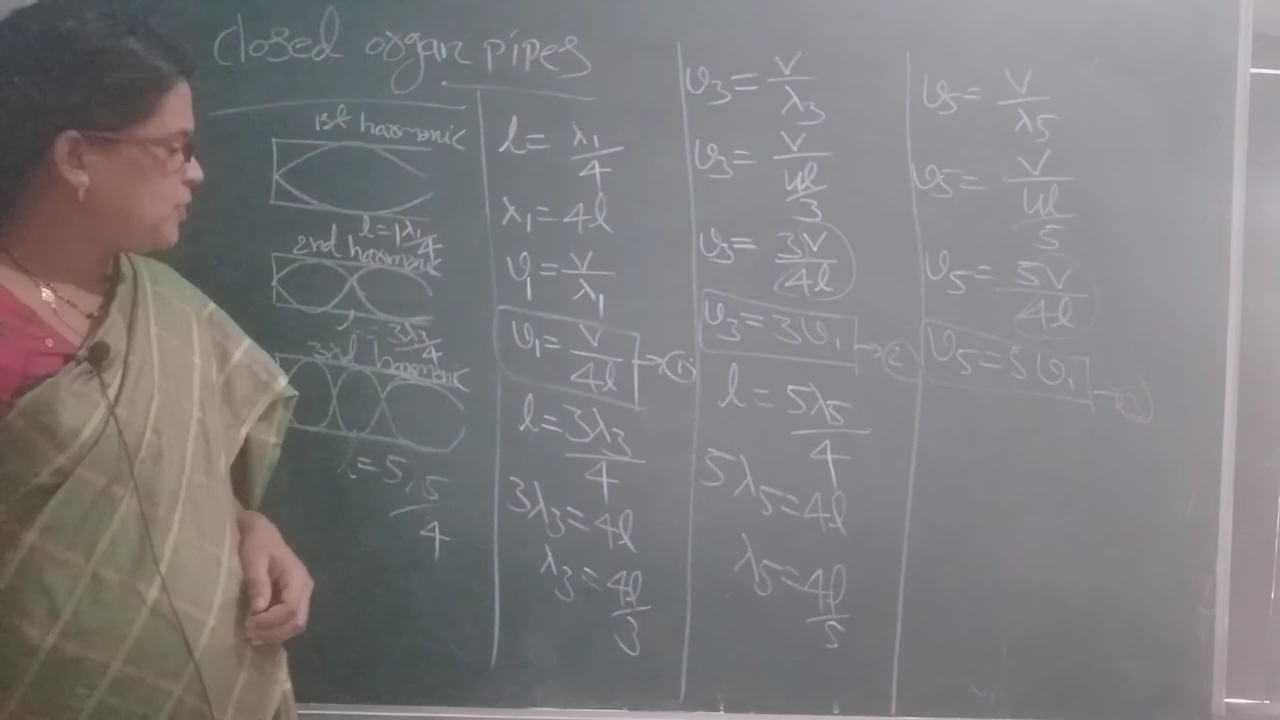 closed organ pipes
1st harmonic
l=1λ1/4
2nd harmonic
3λ3/4
3rd harmonic
l=5λ5/4
l=λ1/4
λ1=4l
υ1=v/λ1
υ1=v/4l →①
l=3λ3/4
3λ3=4l
λ3=4l/3
υ3=v/λ3
υ3=v/4l/3
υ3=3v/4l
υ3=3υ1 →②
l=5λ5/4
5λ5=4l
λ5=4l/5
υ5=v/λ5
υ5=v/4l/5
υ5=5v/4l
υ5=5υ1